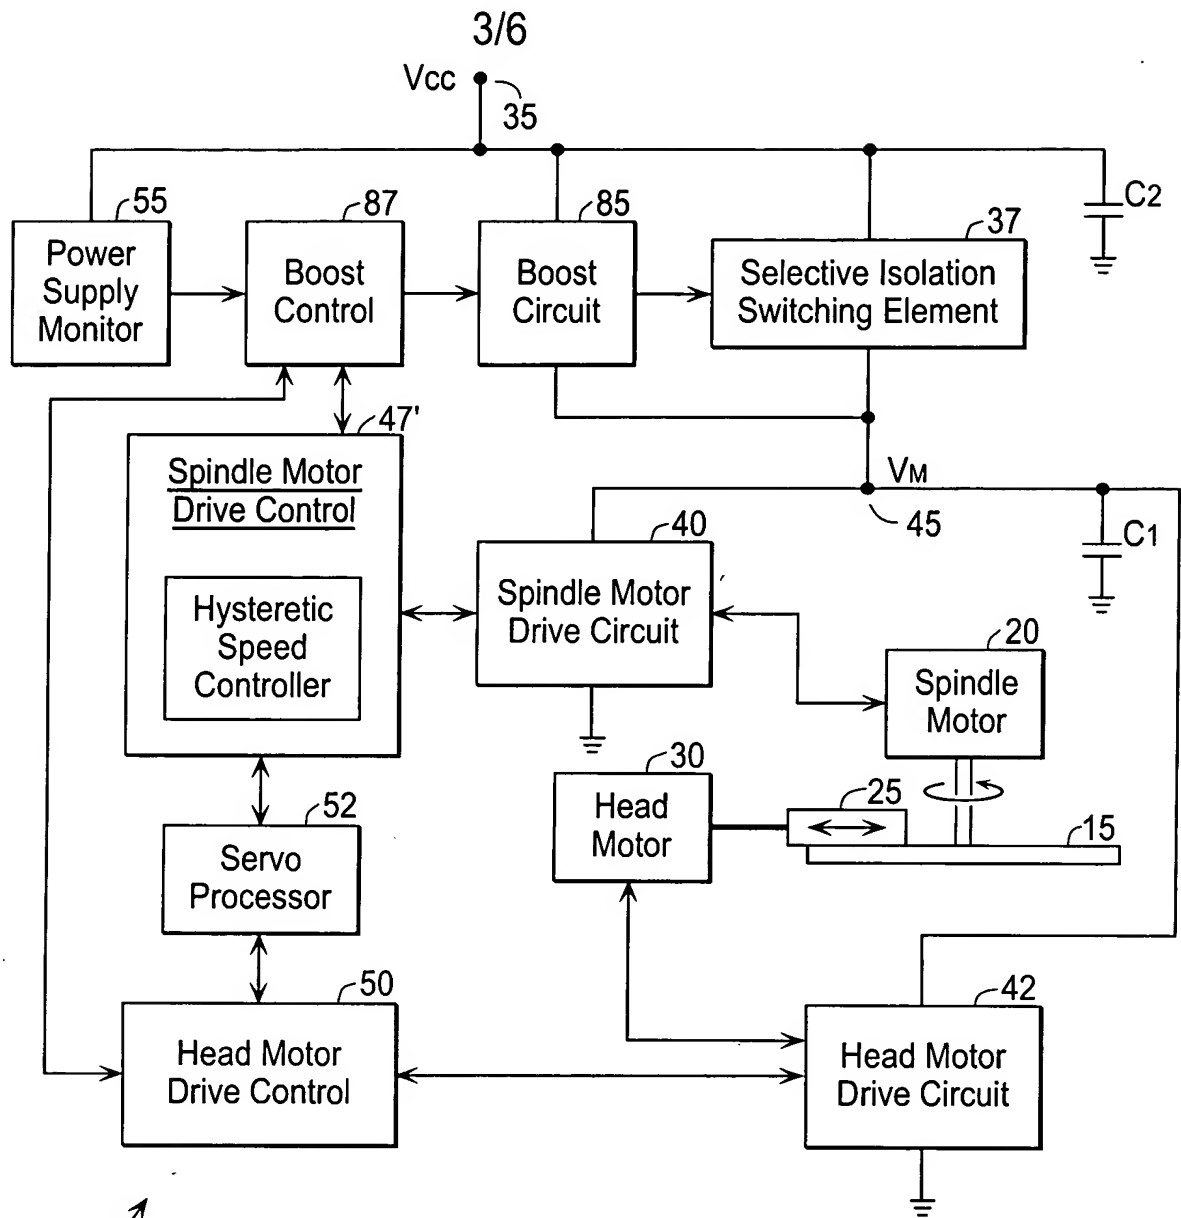 3/6
Vcc
35
55
87
85
37
C2
Power
Supply
Monitor
Boost
Control
Boost
Circuit
Selective Isolation
Switching Element
47'
Spindle Motor
Drive Control
VM
45
40
C1
Hysteretic
Speed
Controller
Spindle Motor
Drive Circuit
20
Spindle
Motor
30
Head
Motor
25
15
52
Servo
Processor
50
Head Motor
Drive Control
42
Head Motor
Drive Circuit